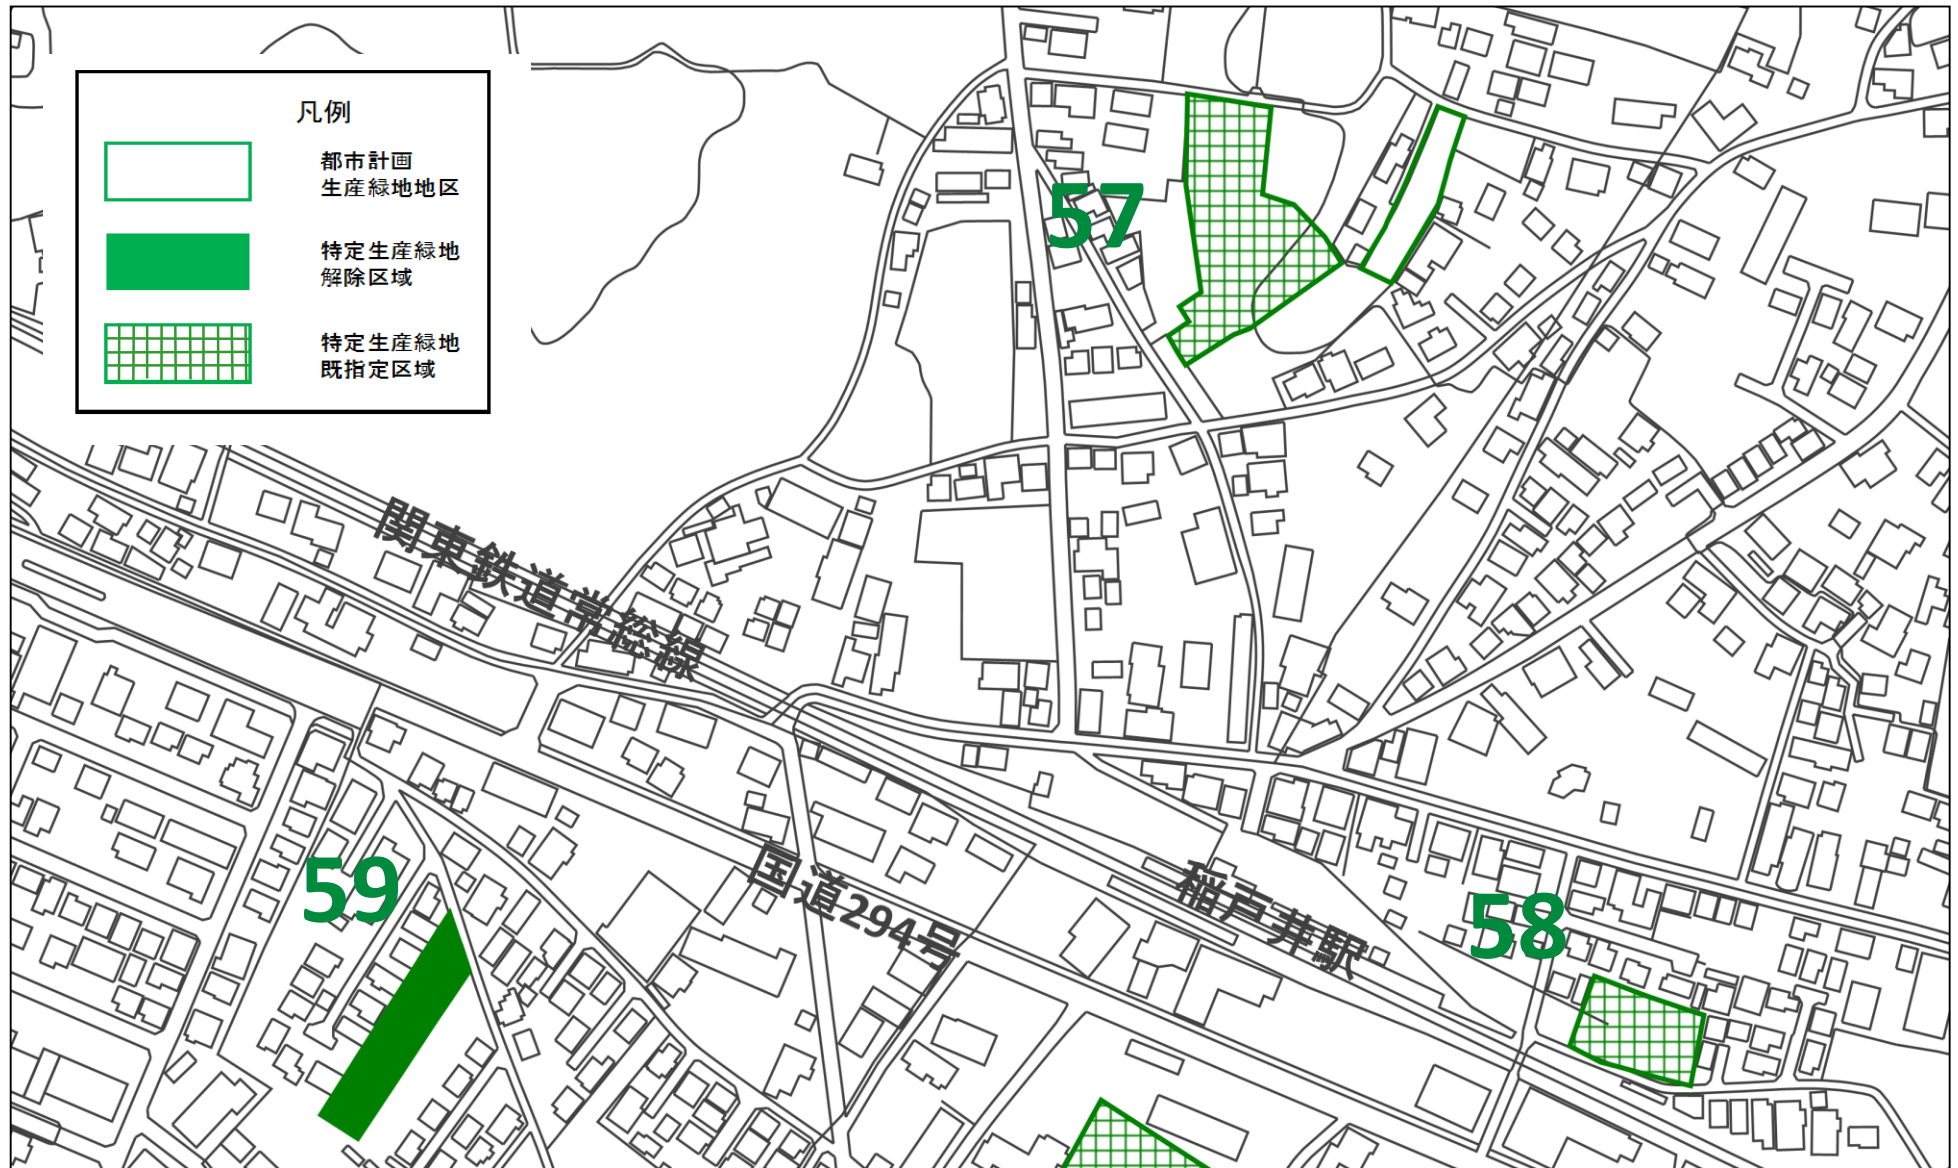 凡例
都市計画
生産緑地地区
特定生産緑地
解除区域
特定生産緑地
既指定区域
57
関東鉄道常総線
59
国道294号
稲戸井駅
58